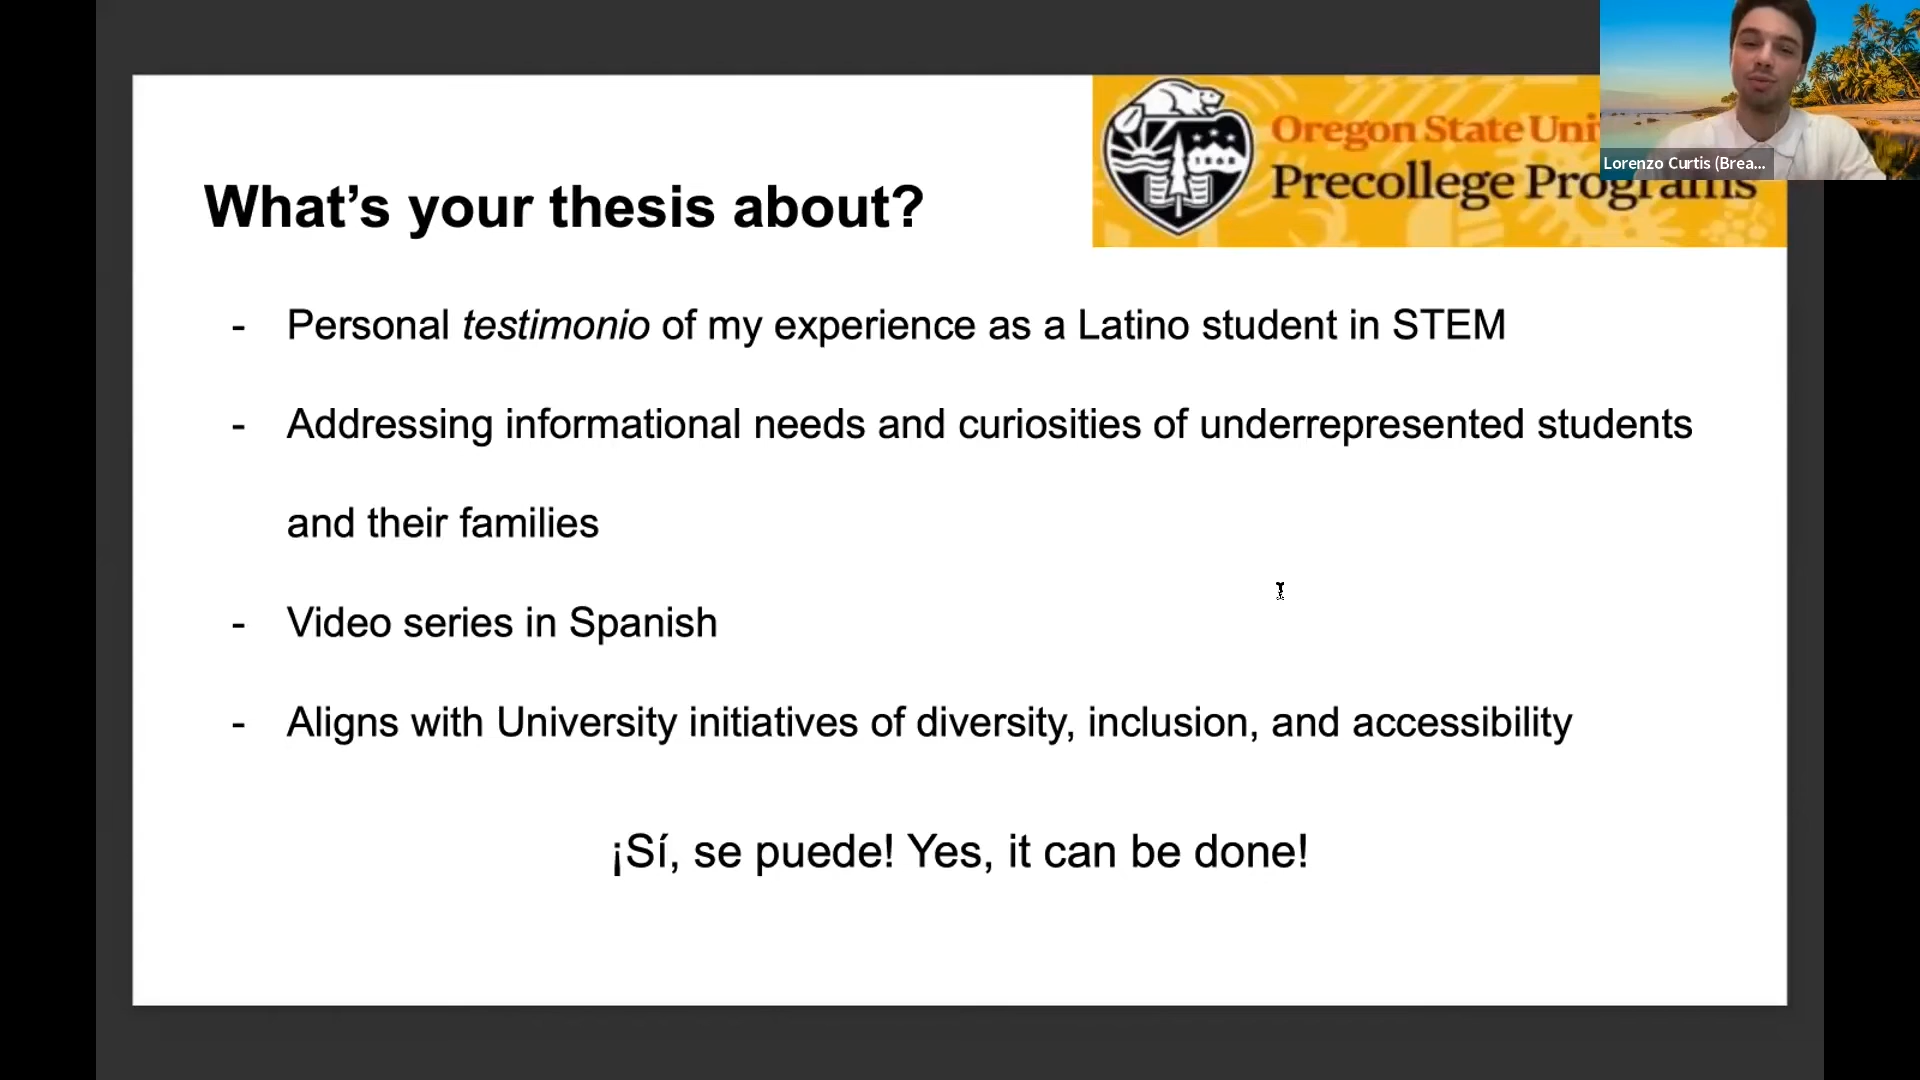 Oregon State Uni
Precollege Programs
Lorenzo Curtis (Brea...
What's your thesis about?
- Personal testimonio of my experience as a Latino student in STEM
- Addressing informational needs and curiosities of underrepresented students
and their families
- Video series in Spanish
- Aligns with University initiatives of diversity, inclusion, and accessibility
¡Sí, se puede! Yes, it can be done!
1868